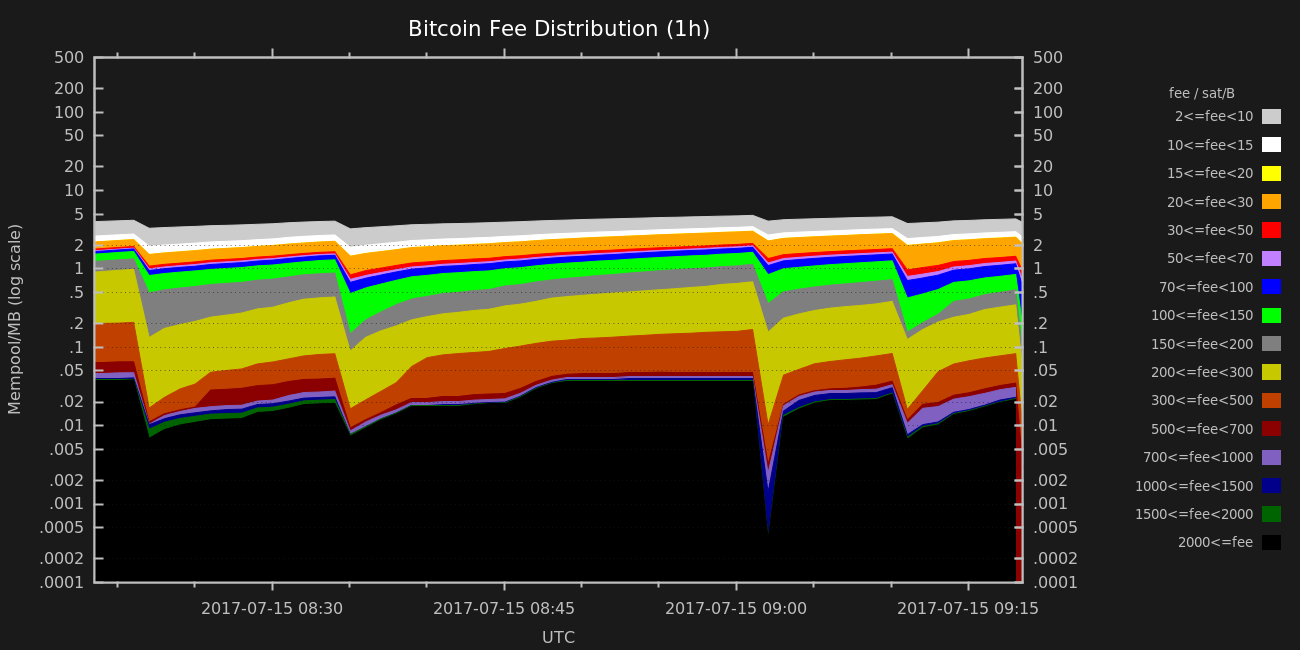 Bitcoin Fee Distribution (1h)
Mempool/MB (log scale)
500
200
100
50
20
10
5
2
1
.5
.2
.1
.05
.02
.01
.005
.002
.001
.0005
.0002
.0001
500
200
100
50
20
10
5
2
1
.5
.2
.1
.05
.02
.01
.005
.002
.001
.0005
.0002
.0001
2017-07-15 08:30 2017-07-15 08:45 2017-07-15 09:00 2017-07-15 09:15
UTC
fee / sat/B
2<=fee<10
10<=fee<15
15<=fee<20
20<=fee<30
30<=fee<50
50<=fee<70
70<=fee<100
100<=fee<150
150<=fee<200
200<=fee<300
300<=fee<500
500<=fee<700
700<=fee<1000
1000<=fee<1500
1500<=fee<2000
2000<=fee